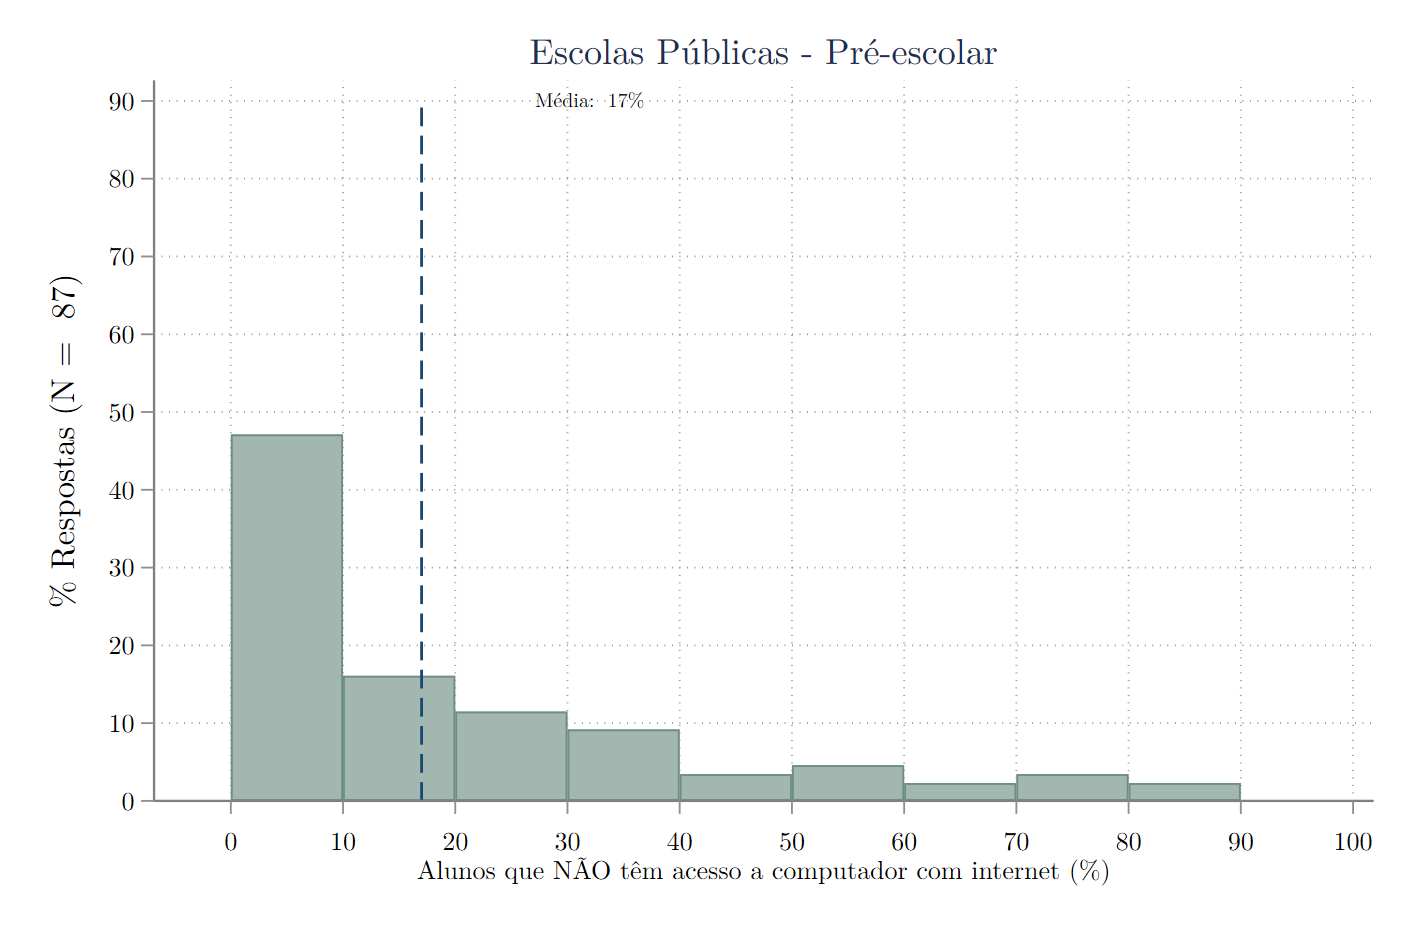 Escolas Públicas - Pré-escolar
Média: 17%
% Respostas (N = 87)
90
80
70
60
50
40
30
20
10
0
0 10 20 30 40 50 60 70 80 90 100
Alunos que NÃO têm acesso a computador com internet (%)